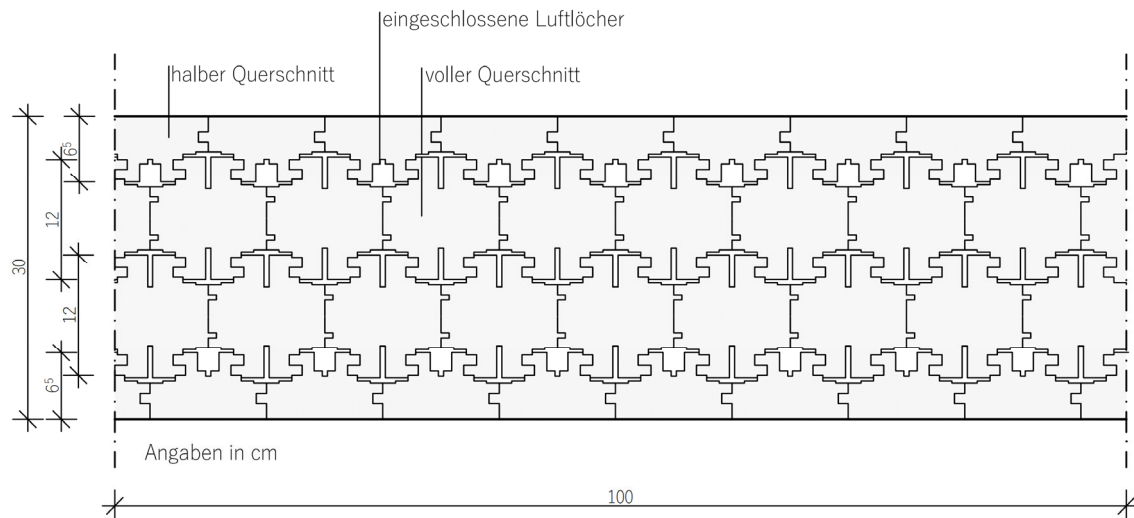 eingeschlossene Luftlöcher
halber Querschnitt
voller Querschnitt
6⁵
12
30
12
6⁵
Angaben in cm
100